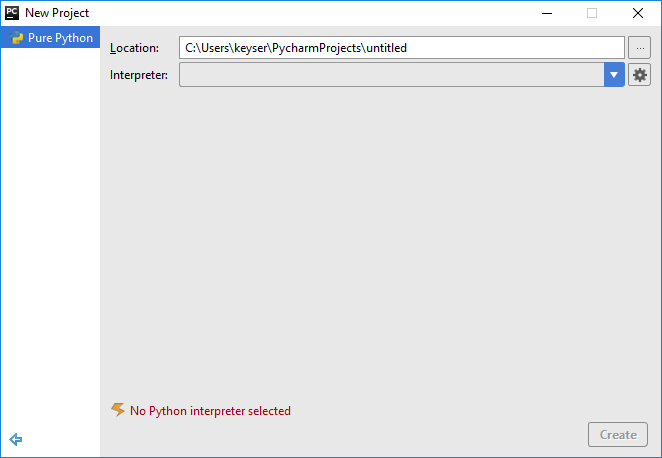 PC New Project
Pure Python
Location: C:\Users\keyser\PycharmProjects\untitled ...
Interpreter:
No Python interpreter selected
Create